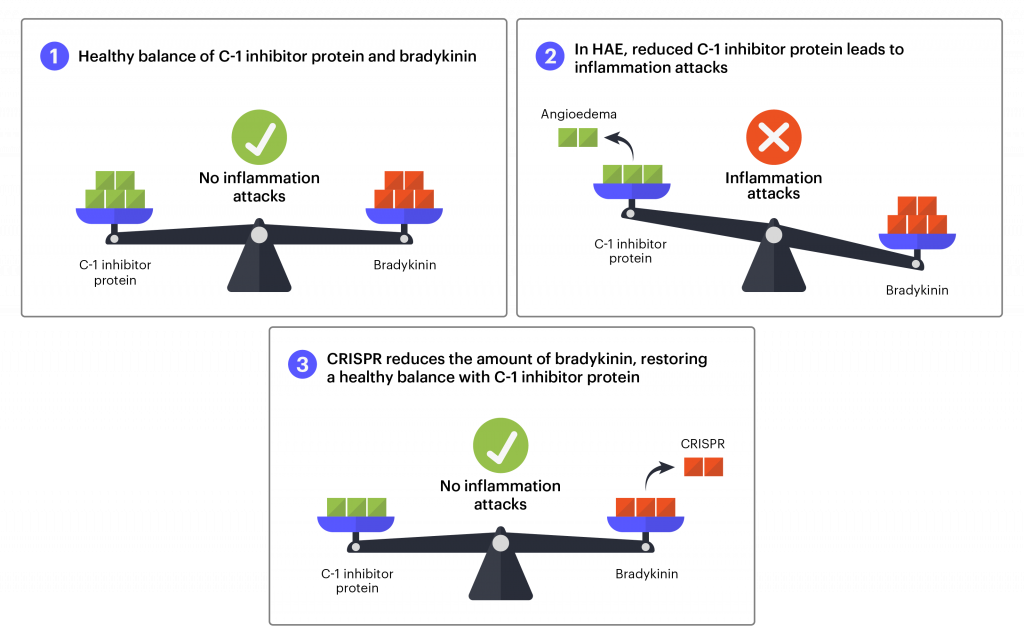 1
Healthy balance of C-1 inhibitor protein and bradykinin
No inflammation
attacks
C-1 inhibitor
protein
Bradykinin
2
In HAE, reduced C-1 inhibitor protein leads to
inflammation attacks
Angioedema
Inflammation
attacks
C-1 inhibitor
protein
Bradykinin
3
CRISPR reduces the amount of bradykinin, restoring
a healthy balance with C-1 inhibitor protein
CRISPR
No inflammation
attacks
C-1 inhibitor
protein
Bradykinin